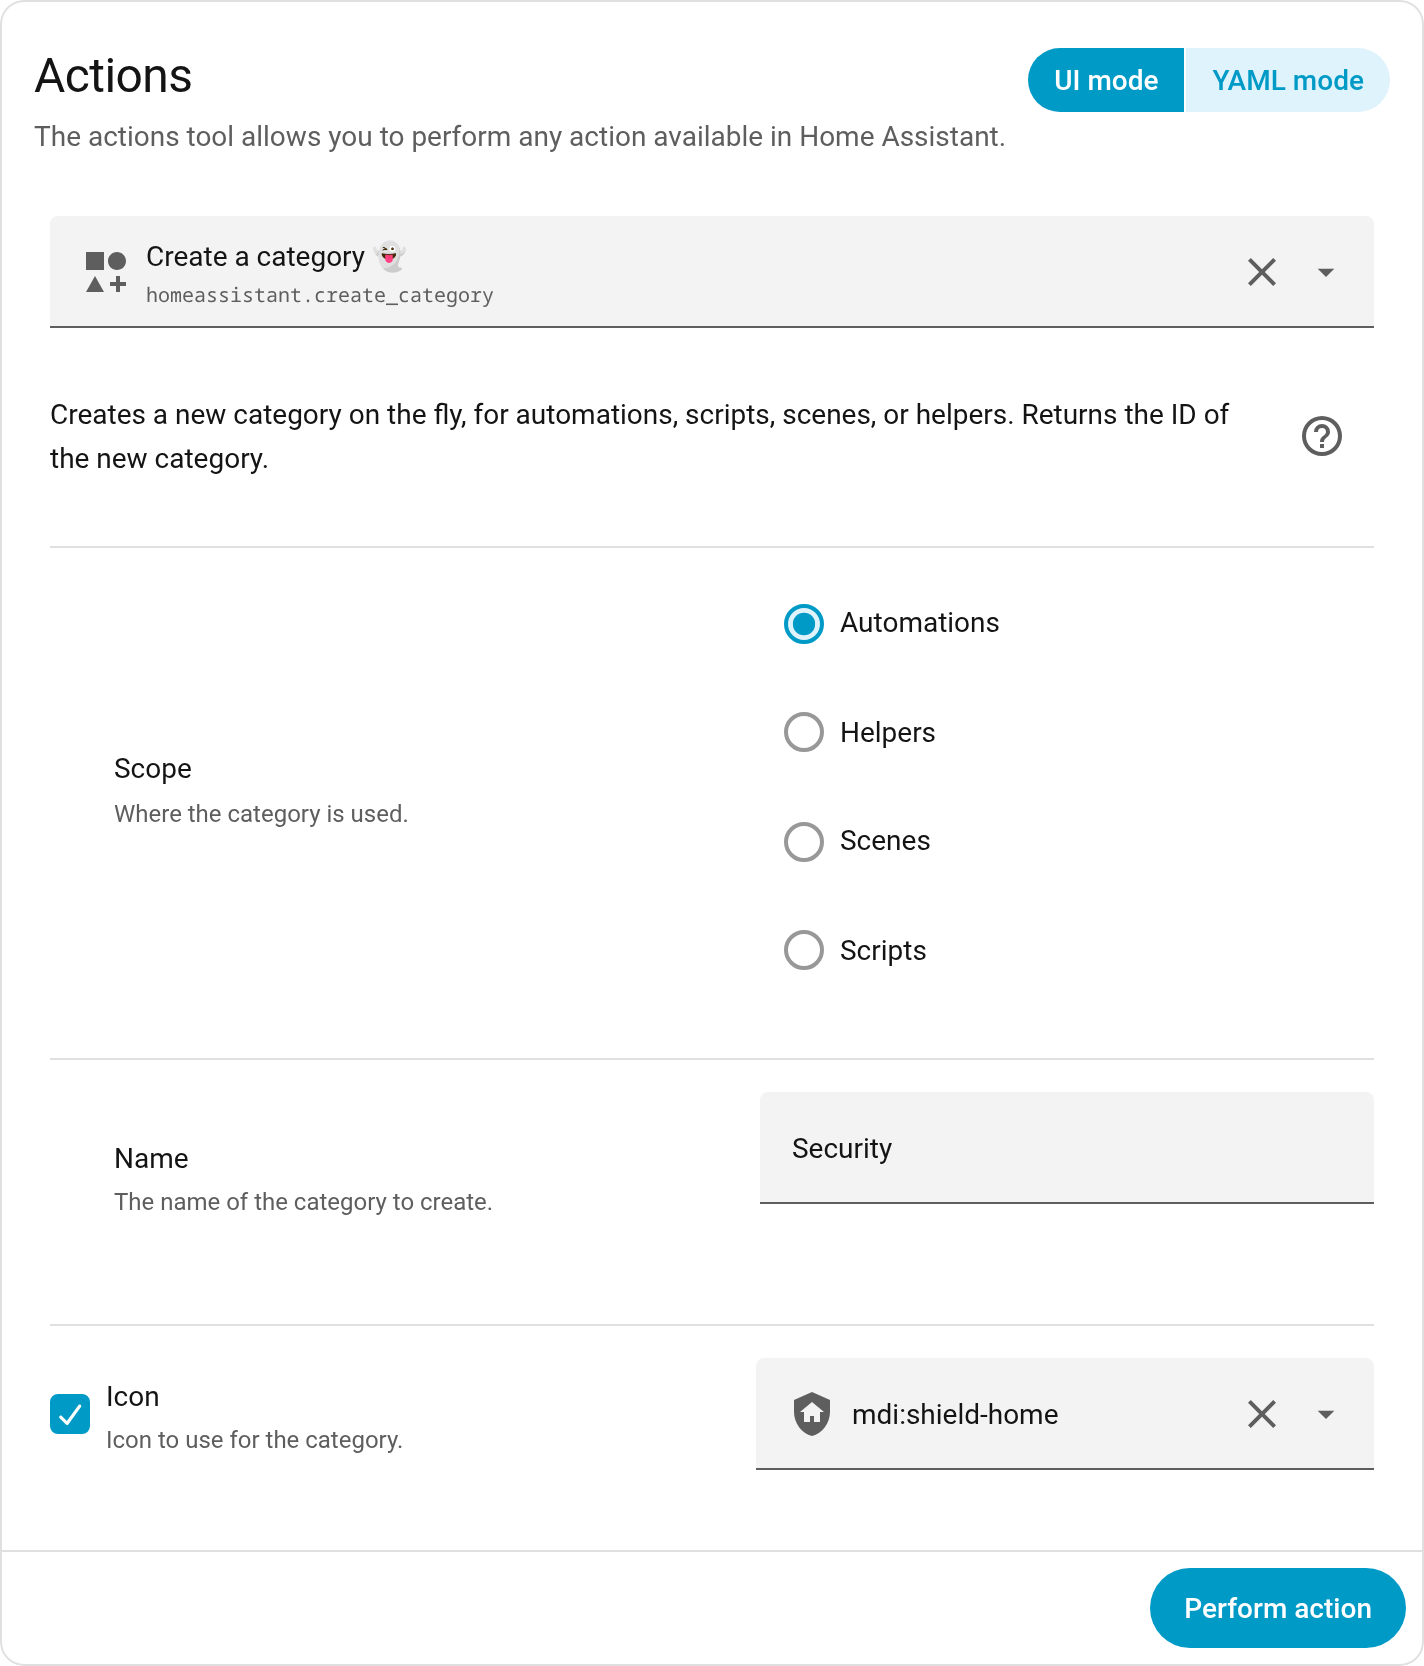 Actions
UI mode
YAML mode
The actions tool allows you to perform any action available in Home Assistant.
Create a category 👻
homeassistant.create_category
Creates a new category on the fly, for automations, scripts, scenes, or helpers. Returns the ID of
the new category.
Scope
Where the category is used.
Automations
Helpers
Scenes
Scripts
Name
The name of the category to create.
Security
Icon
Icon to use for the category.
mdi:shield-home
Perform action